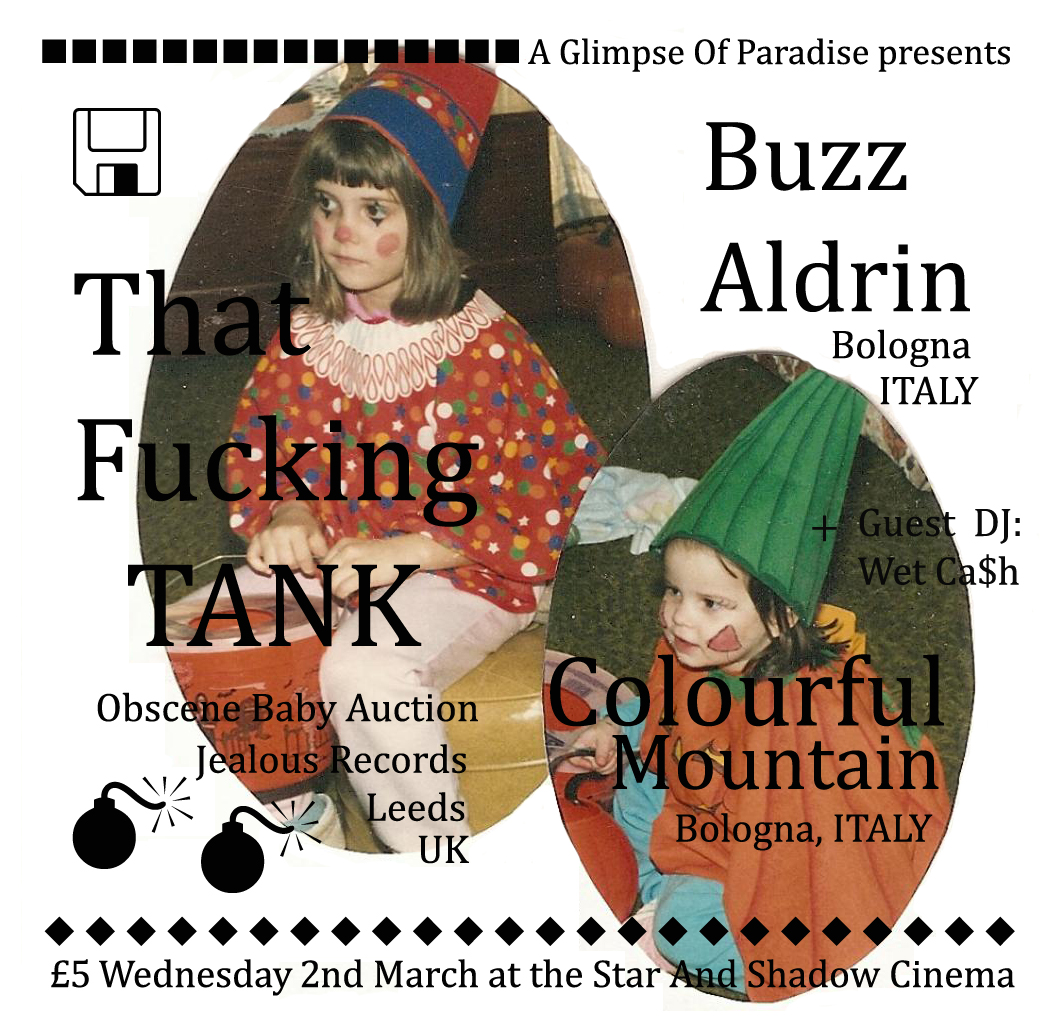 A Glimpse Of Paradise presents
Buzz
Aldrin
Bologna
ITALY
That
Fucking
TANK
Obscene Baby Auction
Jealous Records
Leeds
UK
+ Guest DJ:
Wet Ca$h
Colourful
Mountain
Bologna, ITALY
£5 Wednesday 2nd March at the Star And Shadow Cinema